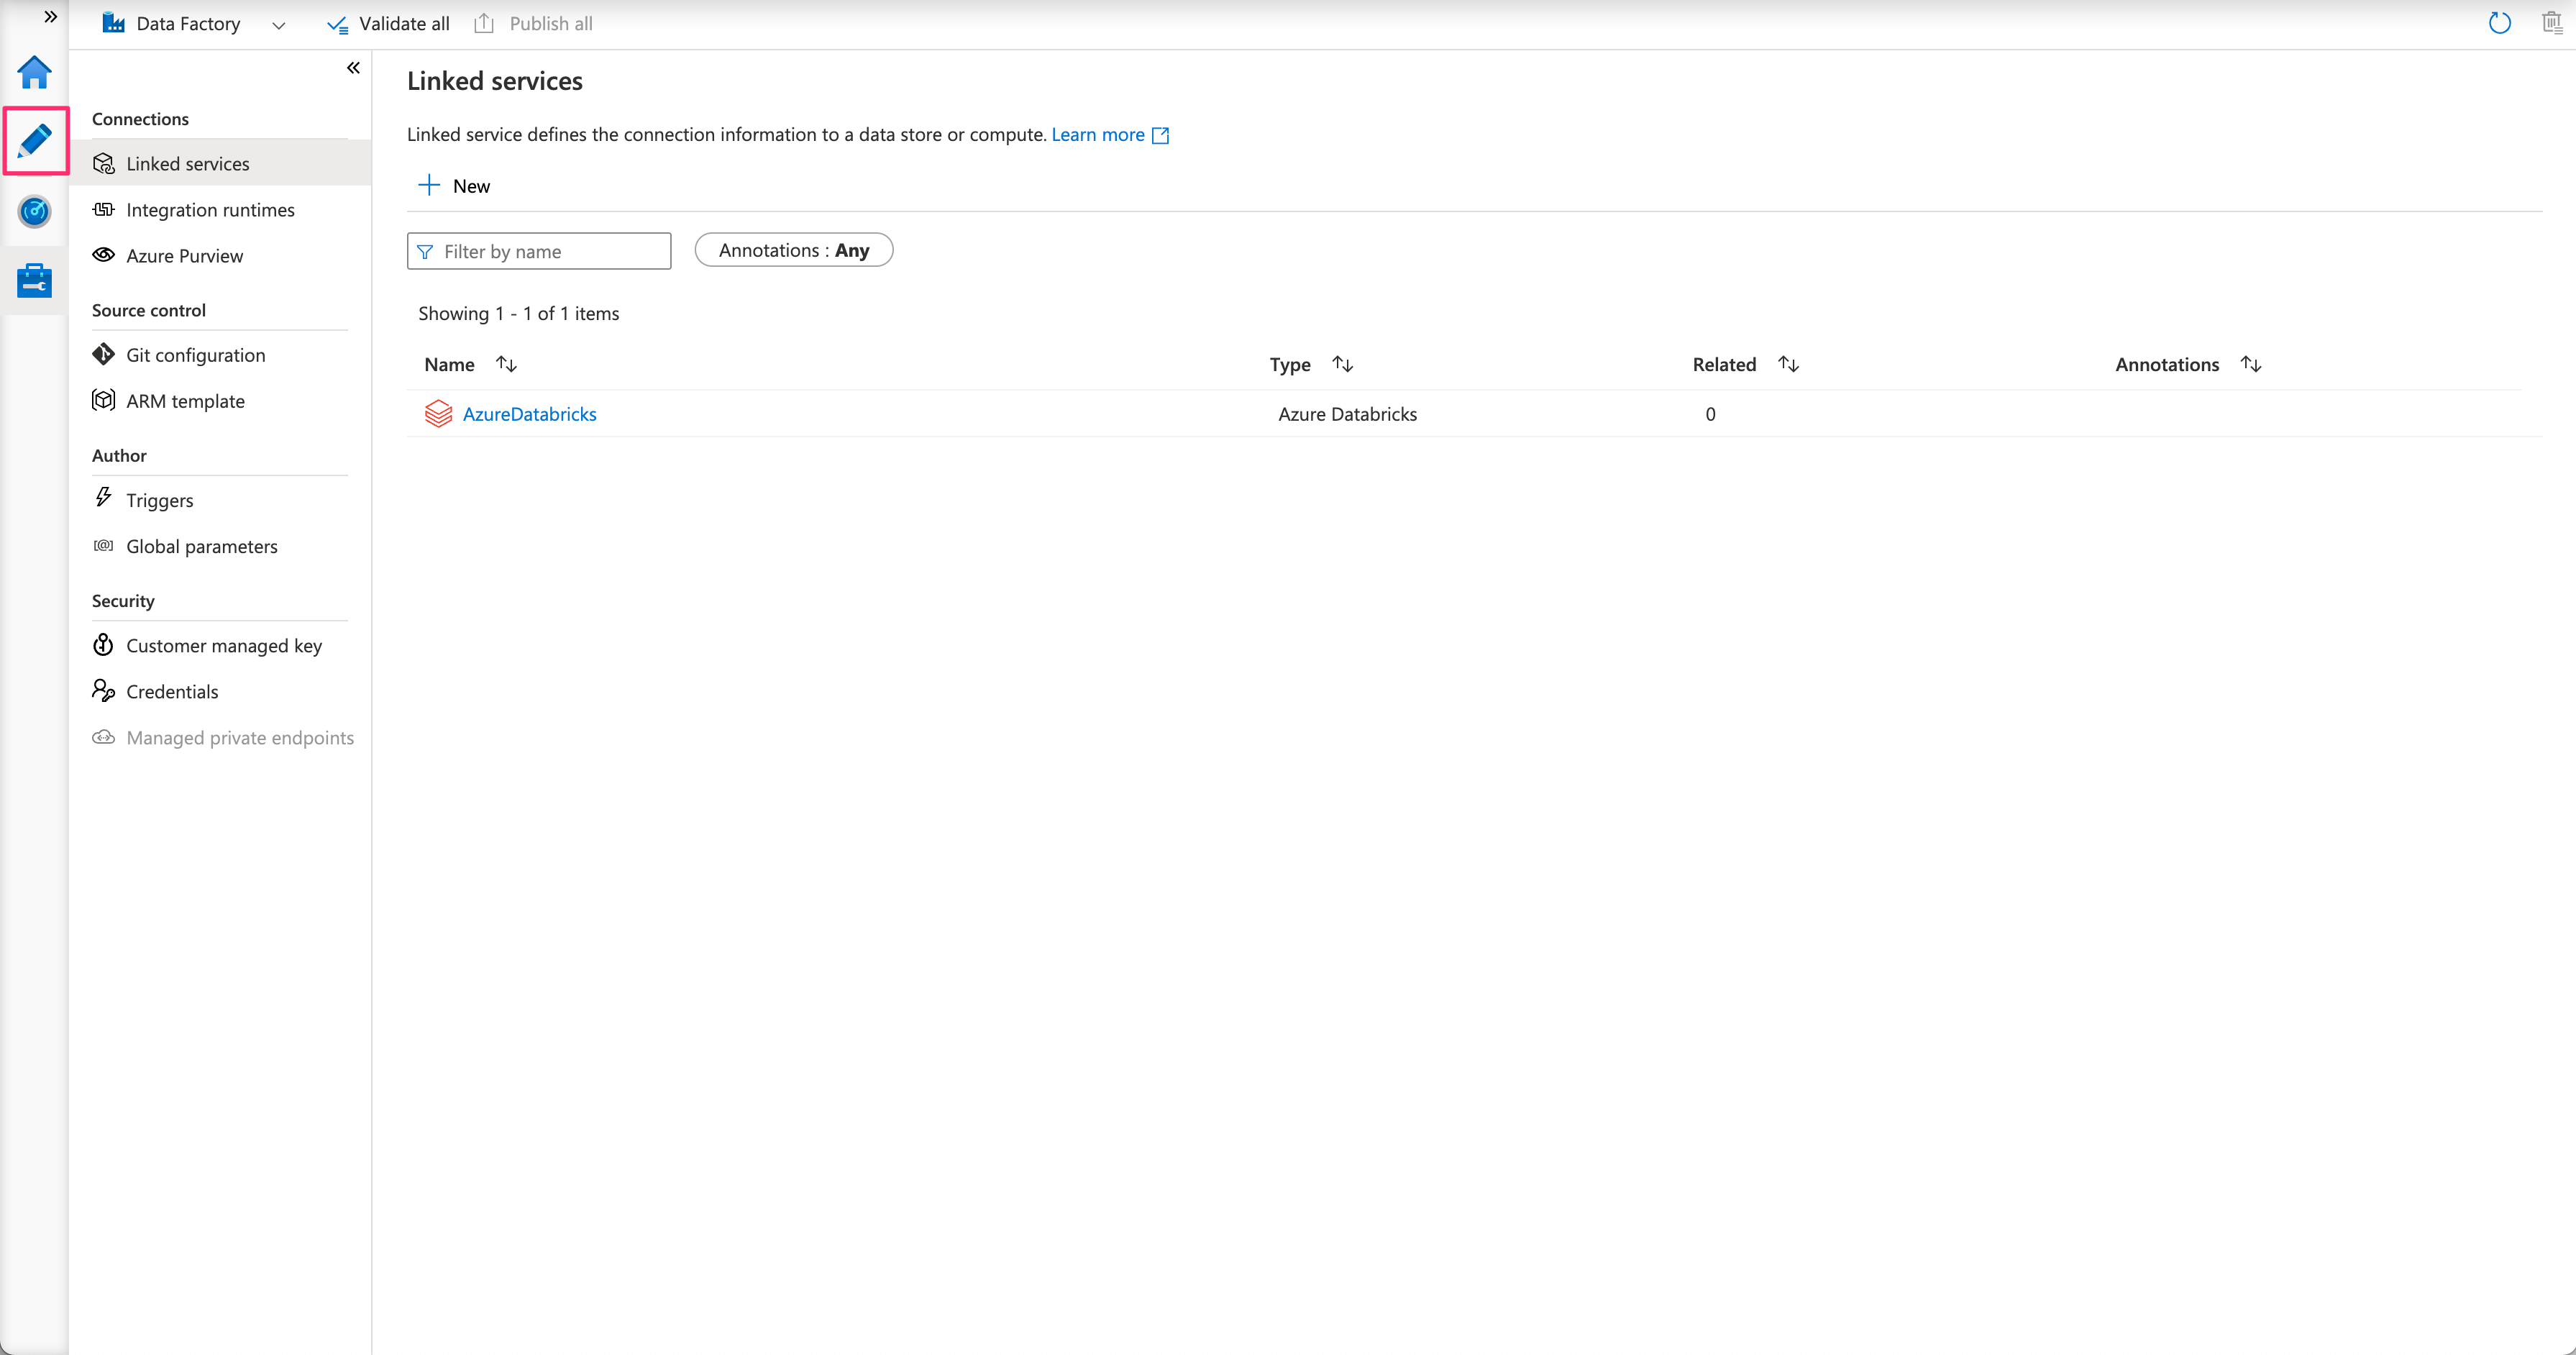 Data Factory
Validate all
Publish all
Connections
Linked services
Integration runtimes
Azure Purview
Source control
Git configuration
ARM template
Author
Triggers
Global parameters
Security
Customer managed key
Credentials
Managed private endpoints
Linked services
Linked service defines the connection information to a data store or compute. Learn more
New
Filter by name
Annotations : Any
Showing 1 - 1 of 1 items
Name Type Related Annotations
AzureDatabricks Azure Databricks 0